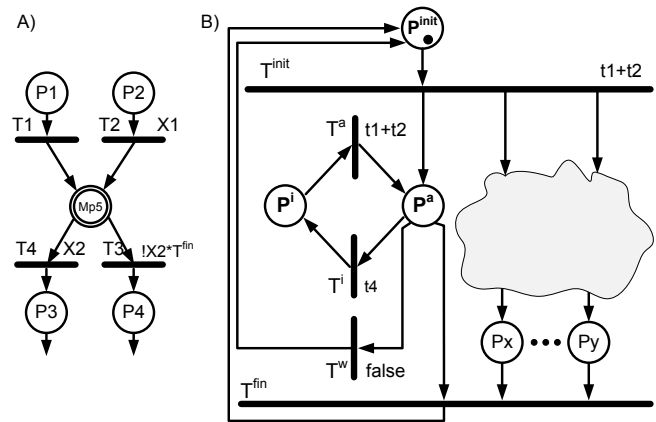 A)
B)
P1
P2
T1
T2 X1
Mp5
T4 X2 T3 !X2*T^fin
P3
P4
P^init
T^init t1+t2
T^a t1+t2
P^i
P^a
T^i t4
Px
Py
T^w false
T^fin